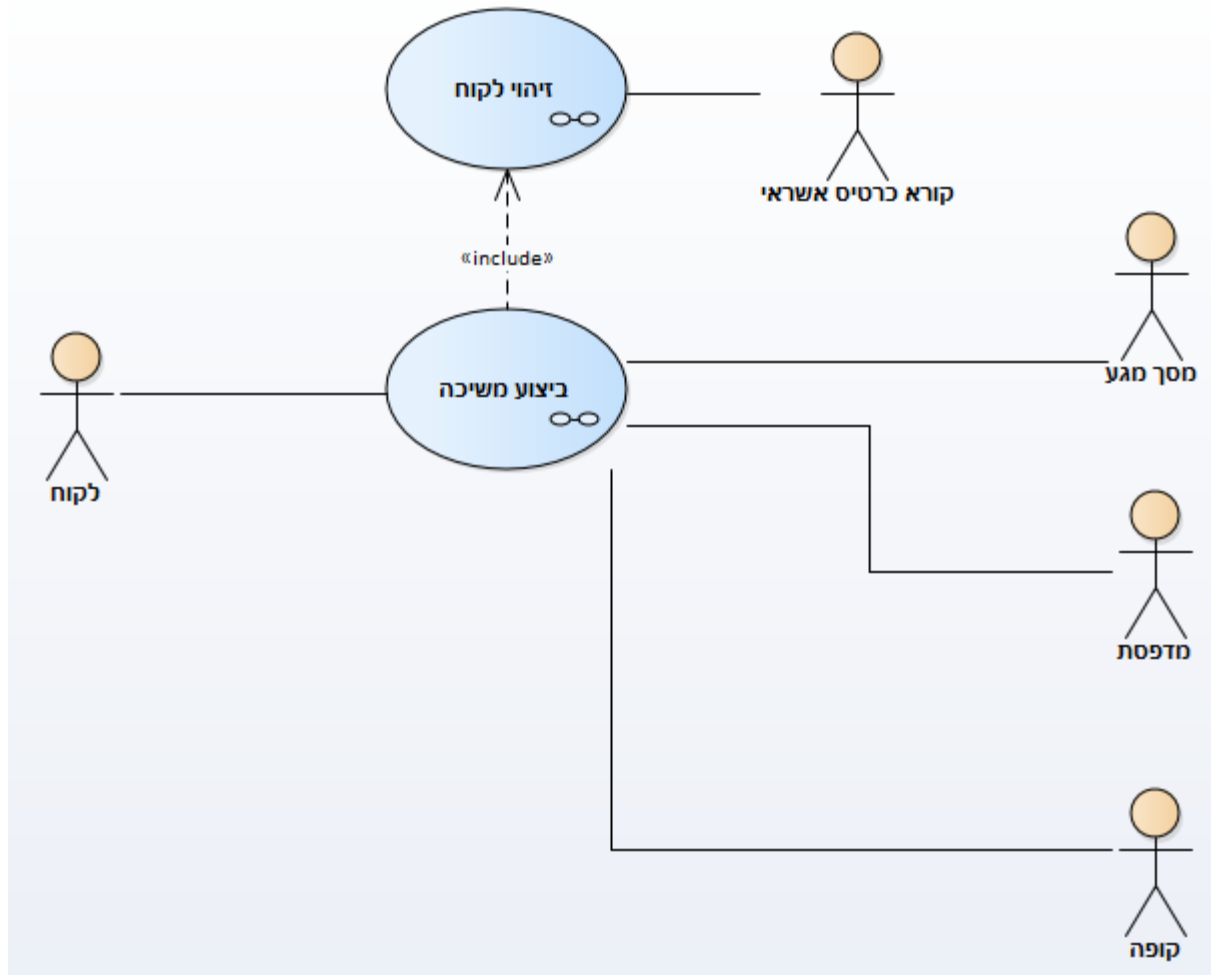 זיהוי לקוח
קורא כרטיס אשראי
«include»
מסך מגע
ביצוע משיכה
לקוח
מדפסת
קופה